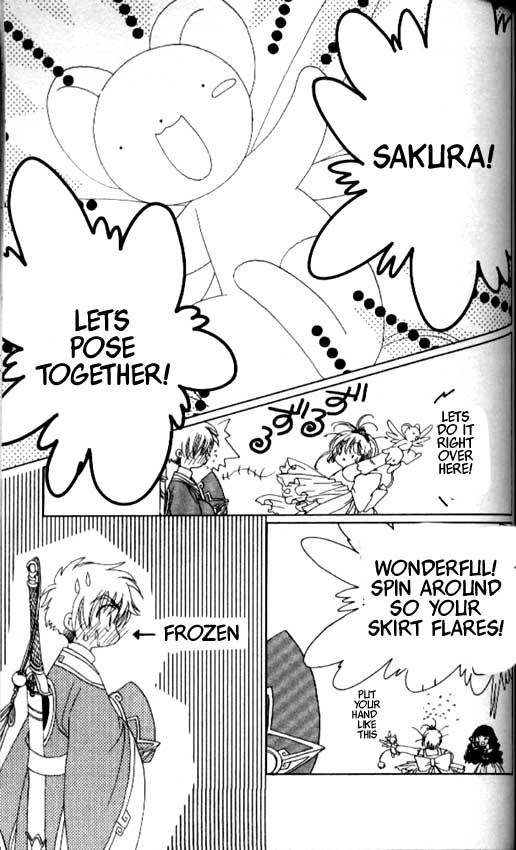 SAKURA!
LETS
POSE
TOGETHER!
LETS
DO IT
RIGHT
OVER
HERE!
WONDERFUL!
SPIN AROUND
SO YOUR
SKIRT FLARES!
PUT
YOUR
HAND
LIKE
THIS
← FROZEN